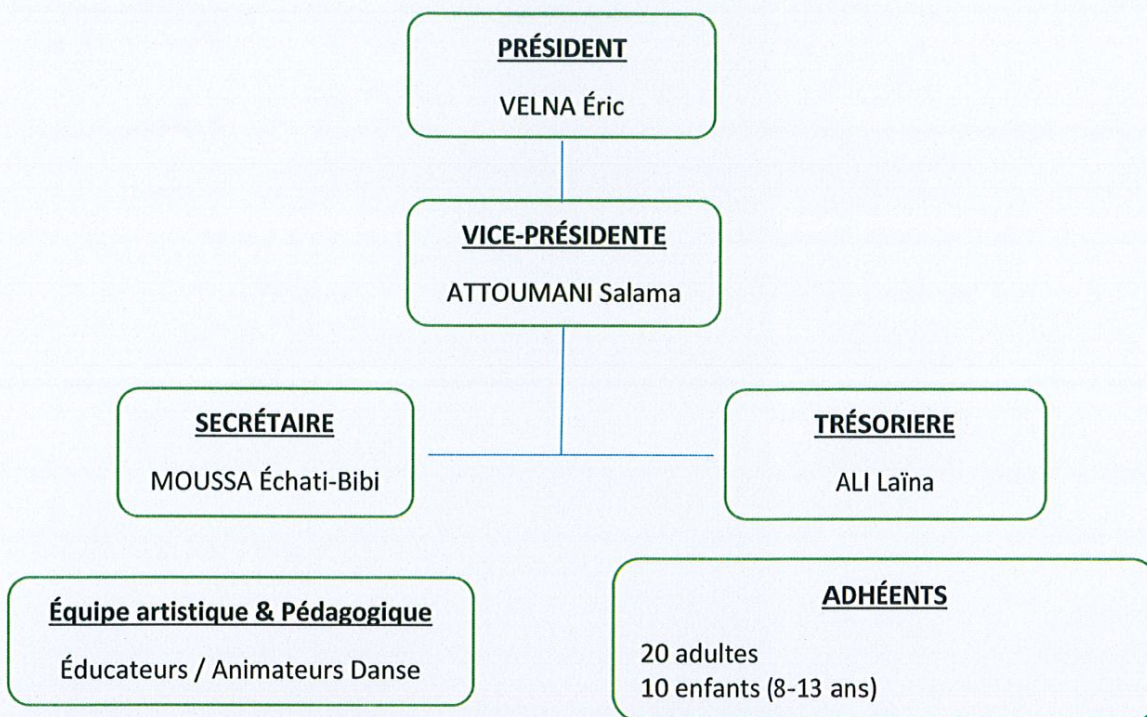 PRÉSIDENT
VELNA Éric
VICE-PRÉSIDENTE
ATTOUMANI Salama
SECRÉTAIRE
MOUSSA Échati-Bibi
TRÉSORIERE
ALI Laïna
Équipe artistique & Pédagogique
Éducateurs / Animateurs Danse
ADHÉENTS
20 adultes
10 enfants (8-13 ans)